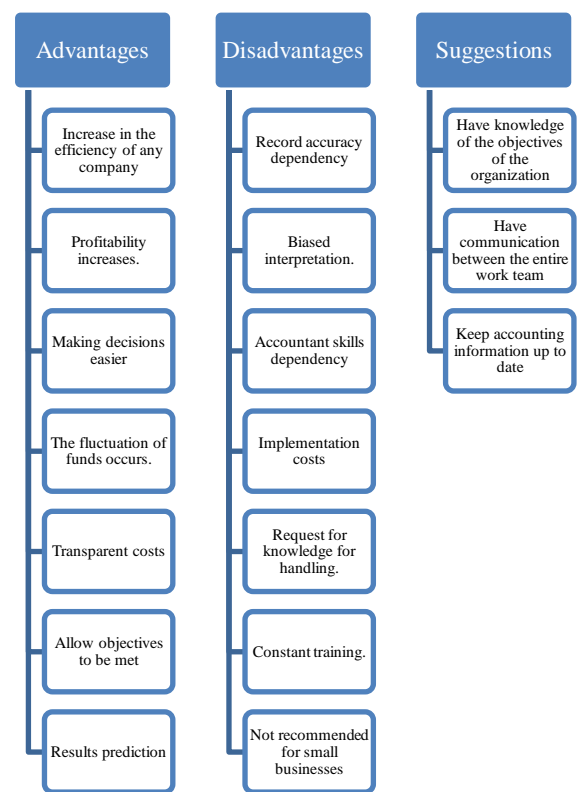 Advantages
Increase in the
efficiency of any
company
Profitability
increases.
Making decisions
easier
The fluctuation of
funds occurs.
Transparent costs
Allow objectives
to be met
Results prediction
Disadvantages
Record accuracy
dependency
Biased
interpretation.
Accountant skills
dependency
Implementation
costs
Request for
knowledge for
handling.
Constant training.
Not recommended
for small
businesses
Suggestions
Have knowledge
of the objectives
of the
organization
Have
communication
between the entire
work team
Keep accounting
information up to
date